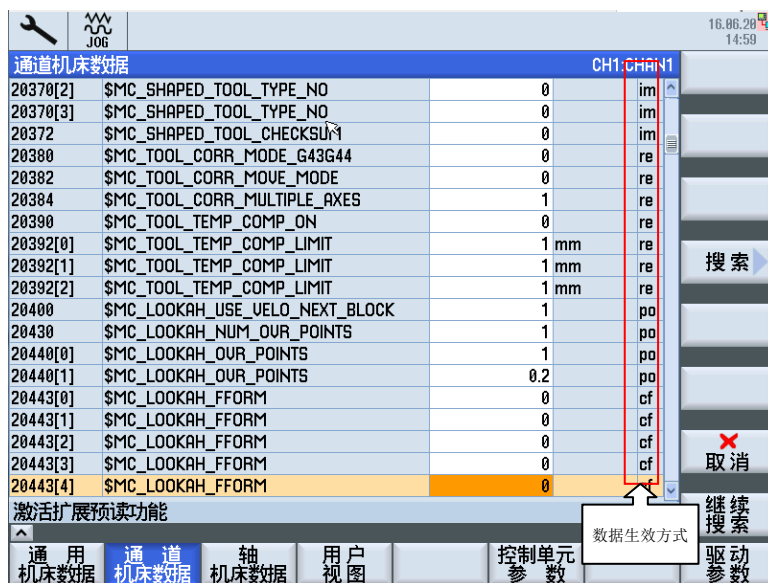 JOG
16.06.20
14:59
通道机床数据 CH1:CHAN1
20370[2] $MC_SHAPED_TOOL_TYPE_NO 0 im
20370[3] $MC_SHAPED_TOOL_TYPE_NO 0 im
20372 $MC_SHAPED_TOOL_CHECKSUM 0 im
20380 $MC_TOOL_CORR_MODE_G43G44 0 re
20382 $MC_TOOL_CORR_MOVE_MODE 0 re
20384 $MC_TOOL_CORR_MULTIPLE_AXES 1 re
20390 $MC_TOOL_TEMP_COMP_ON 0 re
20392[0] $MC_TOOL_TEMP_COMP_LIMIT 1 mm re
20392[1] $MC_TOOL_TEMP_COMP_LIMIT 1 mm re
20392[2] $MC_TOOL_TEMP_COMP_LIMIT 1 mm re
20400 $MC_LOOKAH_USE_VELO_NEXT_BLOCK 1 po
20430 $MC_LOOKAH_NUM_OVR_POINTS 1 po
20440[0] $MC_LOOKAH_OVR_POINTS 1 po
20440[1] $MC_LOOKAH_OVR_POINTS 0.2 po
20443[0] $MC_LOOKAH_FFORM 0 cf
20443[1] $MC_LOOKAH_FFORM 0 cf
20443[2] $MC_LOOKAH_FFORM 0 cf
20443[3] $MC_LOOKAH_FFORM 0 cf
20443[4] $MC_LOOKAH_FFORM 0 cf
激活扩展预读功能
数据生效方式
搜索
取消
继续
搜索
通用
机床数据
通道
机床数据
轴
机床数据
用户
视图
控制单元
参数
驱动
参数